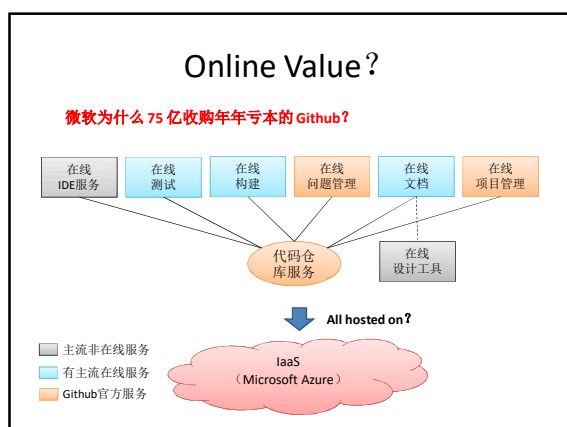 Online Value？
微软为什么 75 亿收购年年亏本的 Github？
在线
IDE服务
在线
测试
在线
构建
在线
问题管理
在线
文档
在线
项目管理
代码仓
库服务
在线
设计工具
All hosted on？
主流非在线服务
有主流在线服务
Github官方服务
IaaS
（Microsoft Azure）